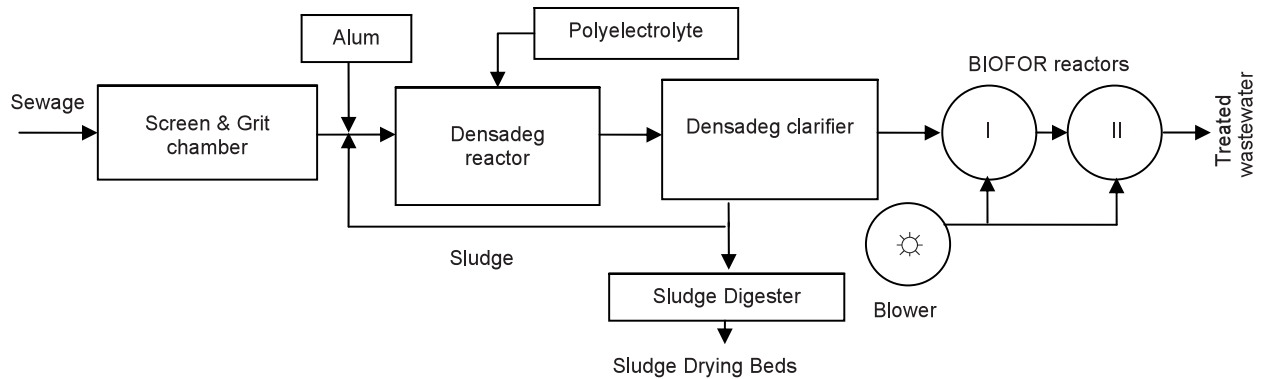 Alum
Polyelectrolyte
BIOFOR reactors
Sewage
Screen & Grit
chamber
Densadeg
reactor
Densadeg clarifier
I
II
Treated
wastewater
Sludge
Sludge Digester
Blower
Sludge Drying Beds